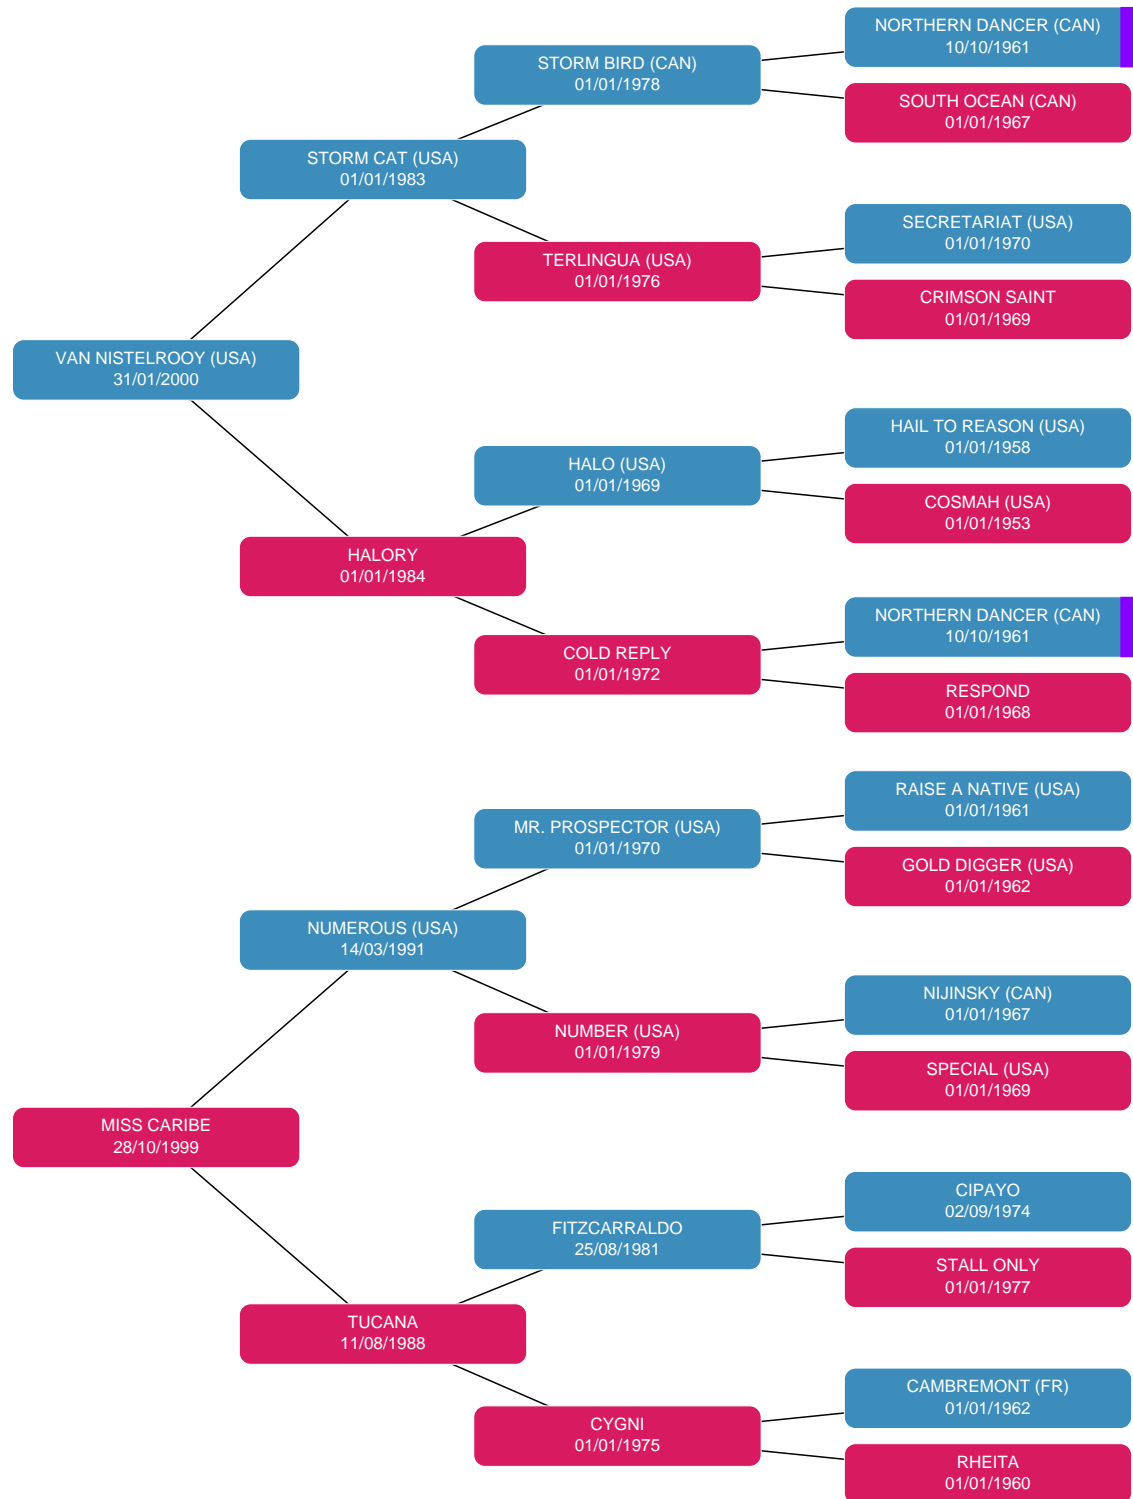 NORTHERN DANCER (CAN)
10/10/1961
STORM BIRD (CAN)
01/01/1978
SOUTH OCEAN (CAN)
01/01/1967
STORM CAT (USA)
01/01/1983
SECRETARIAT (USA)
01/01/1970
TERLINGUA (USA)
01/01/1976
CRIMSON SAINT
01/01/1969
VAN NISTELROOY (USA)
31/01/2000
HAIL TO REASON (USA)
01/01/1958
HALO (USA)
01/01/1969
COSMAH (USA)
01/01/1953
HALORY
01/01/1984
NORTHERN DANCER (CAN)
10/10/1961
COLD REPLY
01/01/1972
RESPOND
01/01/1968
RAISE A NATIVE (USA)
01/01/1961
MR. PROSPECTOR (USA)
01/01/1970
GOLD DIGGER (USA)
01/01/1962
NUMEROUS (USA)
14/03/1991
NIJINSKY (CAN)
01/01/1967
NUMBER (USA)
01/01/1979
SPECIAL (USA)
01/01/1969
MISS CARIBE
28/10/1999
CIPAYO
02/09/1974
FITZCARRALDO
25/08/1981
STALL ONLY
01/01/1977
TUCANA
11/08/1988
CAMBREMONT (FR)
01/01/1962
CYGNI
01/01/1975
RHEITA
01/01/1960